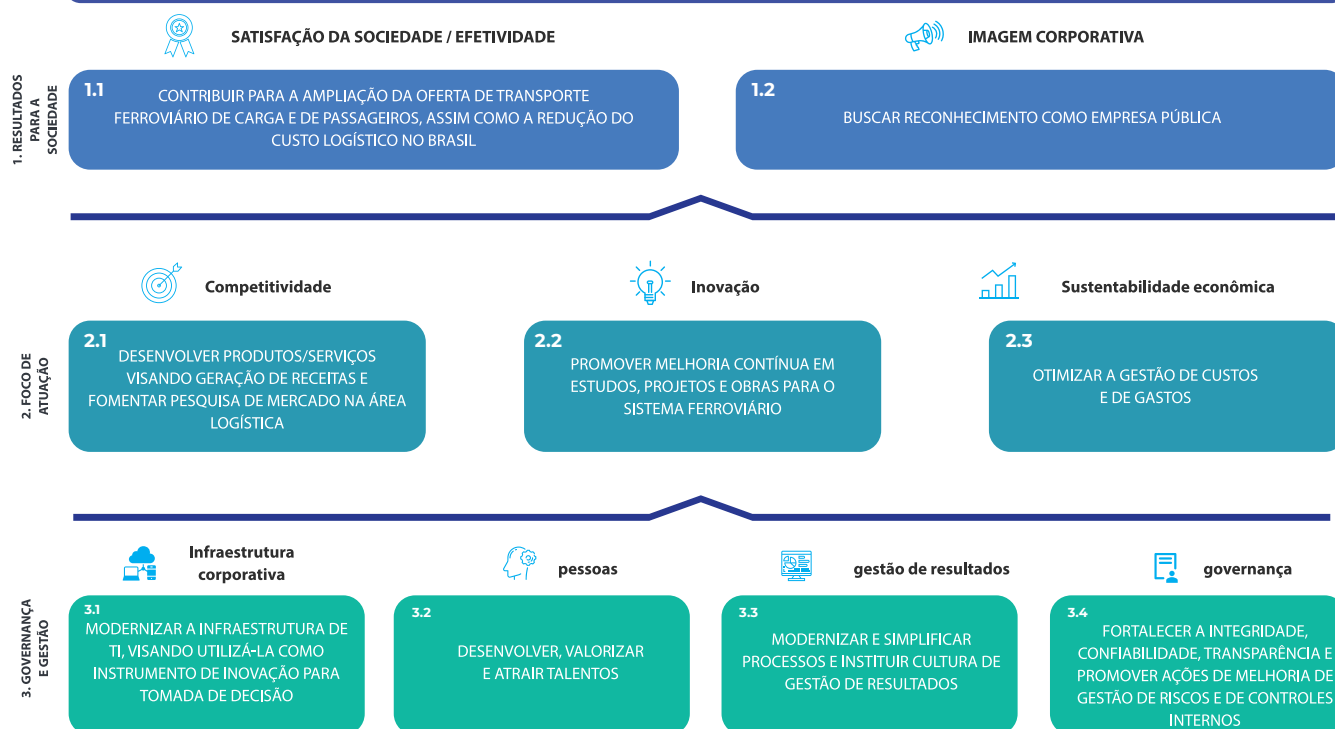 SATISFAÇÃO DA SOCIEDADE / EFETIVIDADE
IMAGEM CORPORATIVA
1. RESULTADOS
PARA A
SOCIEDADE
1.1
CONTRIBUIR PARA A AMPLIAÇÃO DA OFERTA DE TRANSPORTE
FERROVIÁRIO DE CARGA E DE PASSAGEIROS, ASSIM COMO A REDUÇÃO DO
CUSTO LOGÍSTICO NO BRASIL
1.2
BUSCAR RECONHECIMENTO COMO EMPRESA PÚBLICA
Competitividade
Inovação
Sustentabilidade econômica
2. FOCO DE
ATUAÇÃO
2.1
DESENVOLVER PRODUTOS/SERVIÇOS
VISANDO GERAÇÃO DE RECEITAS E
FOMENTAR PESQUISA DE MERCADO NA ÁREA
LOGÍSTICA
2.2
PROMOVER MELHORIA CONTÍNUA EM
ESTUDOS, PROJETOS E OBRAS PARA O
SISTEMA FERROVIÁRIO
2.3
OTIMIZAR A GESTÃO DE CUSTOS
E DE GASTOS
Infraestrutura
corporativa
pessoas
gestão de resultados
governança
3. GOVERNANÇA
E GESTÃO
3.1
MODERNIZAR A INFRAESTRUTURA DE
TI, VISANDO UTILIZÁ-LA COMO
INSTRUMENTO DE INOVAÇÃO PARA
TOMADA DE DECISÃO
3.2
DESENVOLVER, VALORIZAR
E ATRAIR TALENTOS
3.3
MODERNIZAR E SIMPLIFICAR
PROCESSOS E INSTITUIR CULTURA DE
GESTÃO DE RESULTADOS
3.4
FORTALECER A INTEGRIDADE,
CONFIABILIDADE, TRANSPARÊNCIA E
PROMOVER AÇÕES DE MELHORIA DE
GESTÃO DE RISCOS E DE CONTROLES
INTERNOS